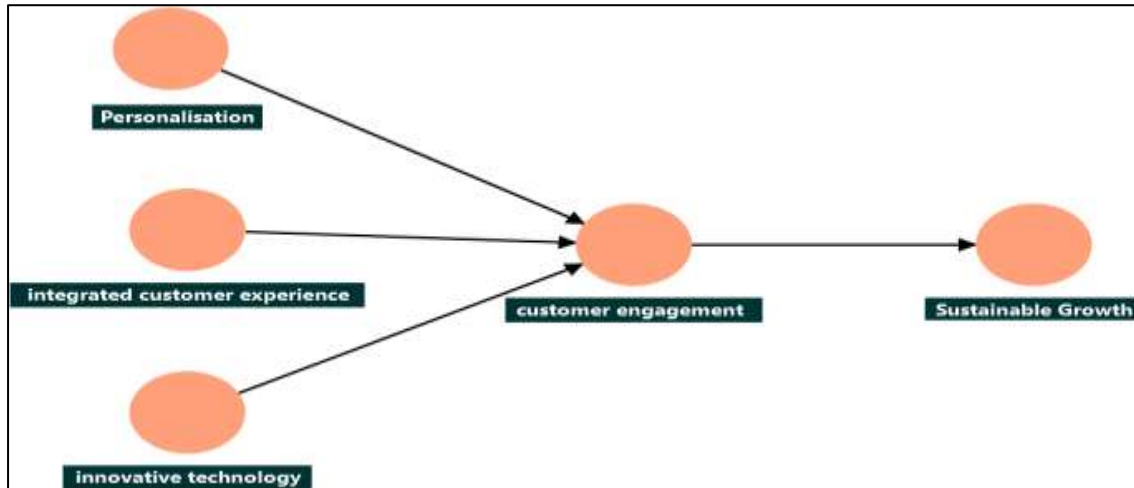 Personalisation
integrated customer experience
customer engagement
Sustainable Growth
innovative technology